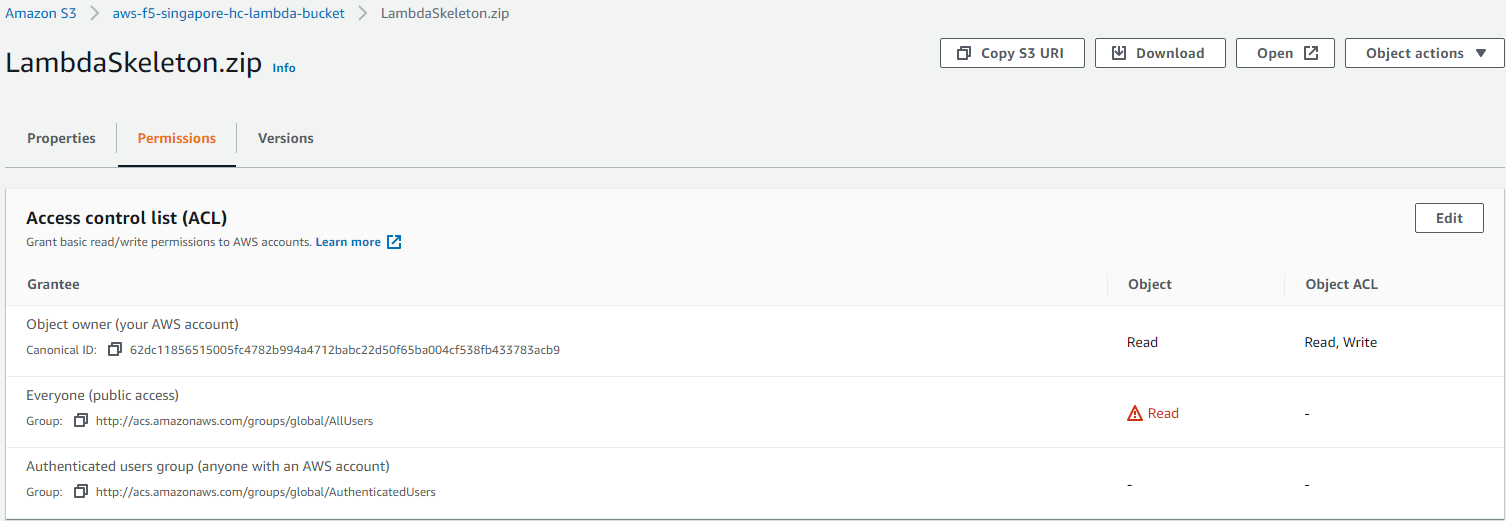 Amazon S3 > aws-f5-singapore-hc-lambda-bucket > LambdaSkeleton.zip
LambdaSkeleton.zip Info
Copy S3 URI Download Open Object actions
Properties Permissions Versions
Access control list (ACL)
Edit
Grant basic read/write permissions to AWS accounts. Learn more
Grantee Object Object ACL
Object owner (your AWS account)
Canonical ID: 62dc11856515005fc4782b994a4712babc22d50f65ba004cf538fb433783acb9
Read Read, Write
Everyone (public access)
Group: http://acs.amazonaws.com/groups/global/AllUsers
Read -
Authenticated users group (anyone with an AWS account)
Group: http://acs.amazonaws.com/groups/global/AuthenticatedUsers
- -